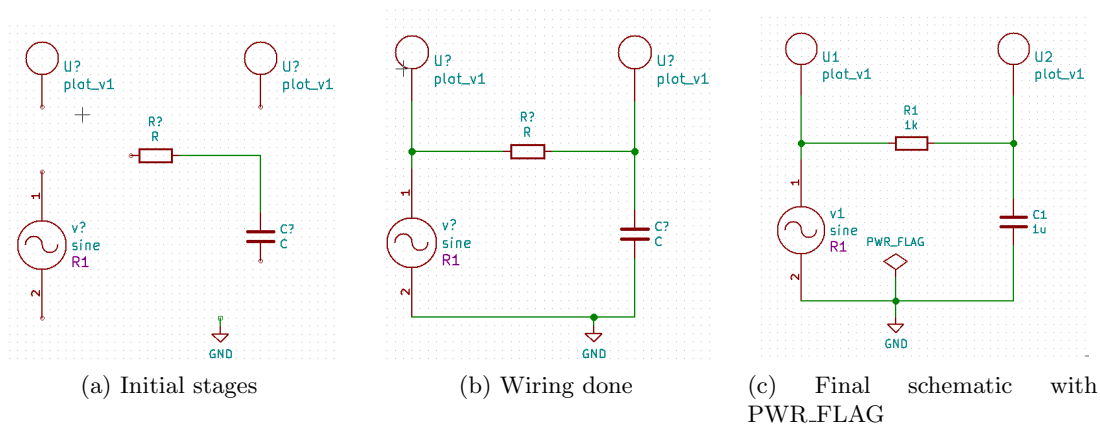 U?
plot_v1
U?
plot_v1
R?
R
1
v?
sine
R1
2
C?
C
GND
(a) Initial stages
U?
plot_v1
U?
plot_v1
R?
R
1
v?
sine
R1
2
C?
C
GND
(b) Wiring done
U1
plot_v1
U2
plot_v1
R1
1k
1
v1
sine
R1
2
PWR_FLAG
C1
1u
GND
(c) Final schematic with
PWR_FLAG